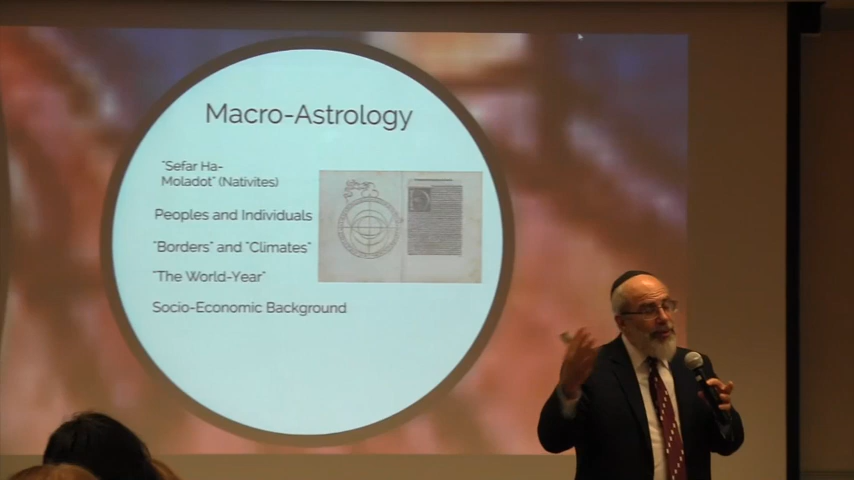 Macro-Astrology
"Sefar Ha-
Moladot" (Nativites)
Peoples and Individuals
"Borders" and "Climates"
"The World-Year"
Socio-Economic Background